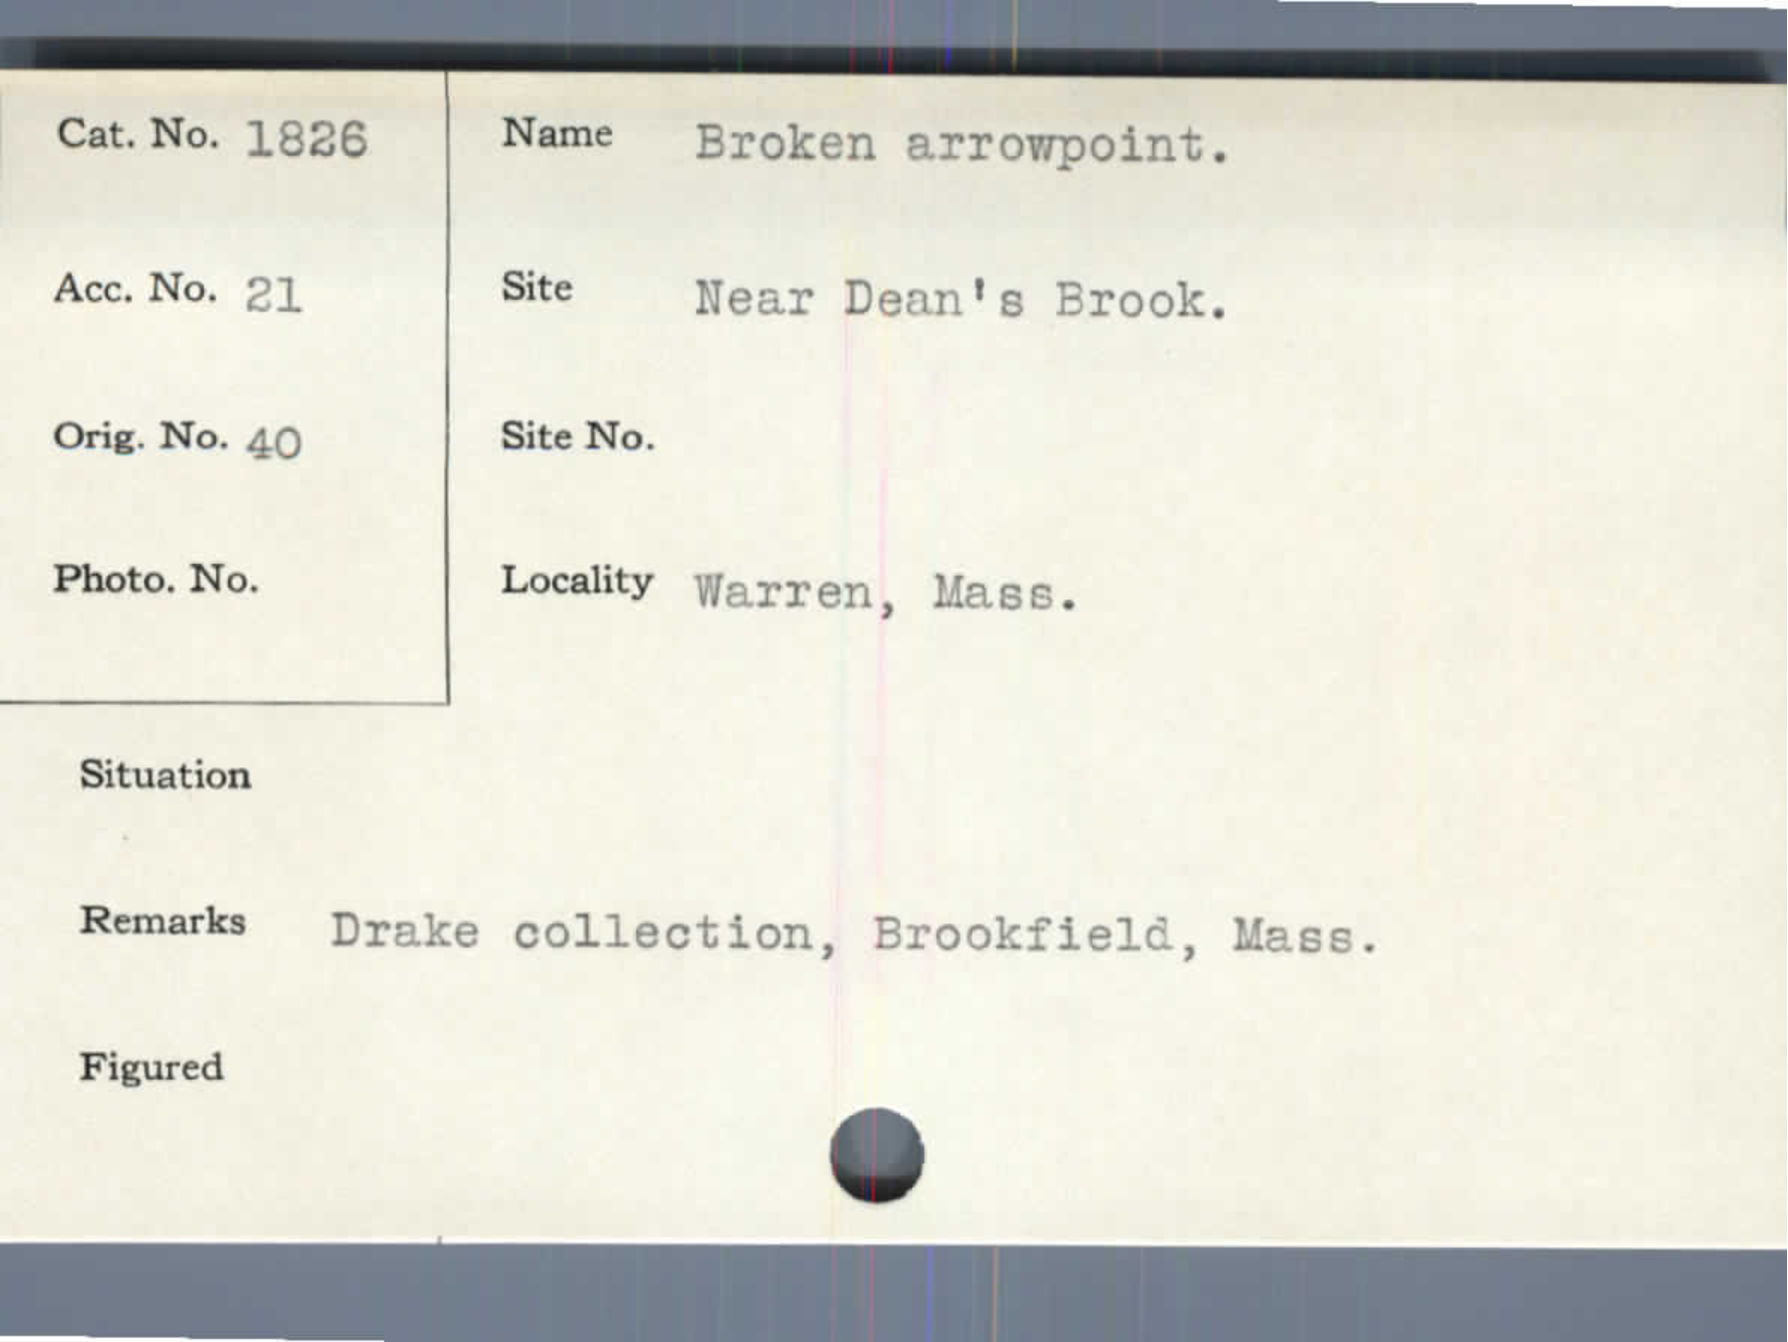 Cat. No. 1826
Name Broken arrowpoint.
Acc. No. 21
Site Near Dean's Brook.
Orig. No. 40
Site No.
Photo. No.
Locality Warren, Mass.
Situation
Remarks Drake collection, Brookfield, Mass.
Figured